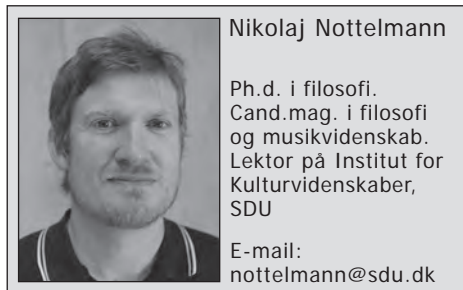 Nikolaj Nottelmann
Ph.d. i filosofi.
Cand.mag. i filosofi
og musikvidenskab.
Lektor på Institut for
Kulturvidenskaber,
SDU
E-mail:
nottelmann@sdu.dk